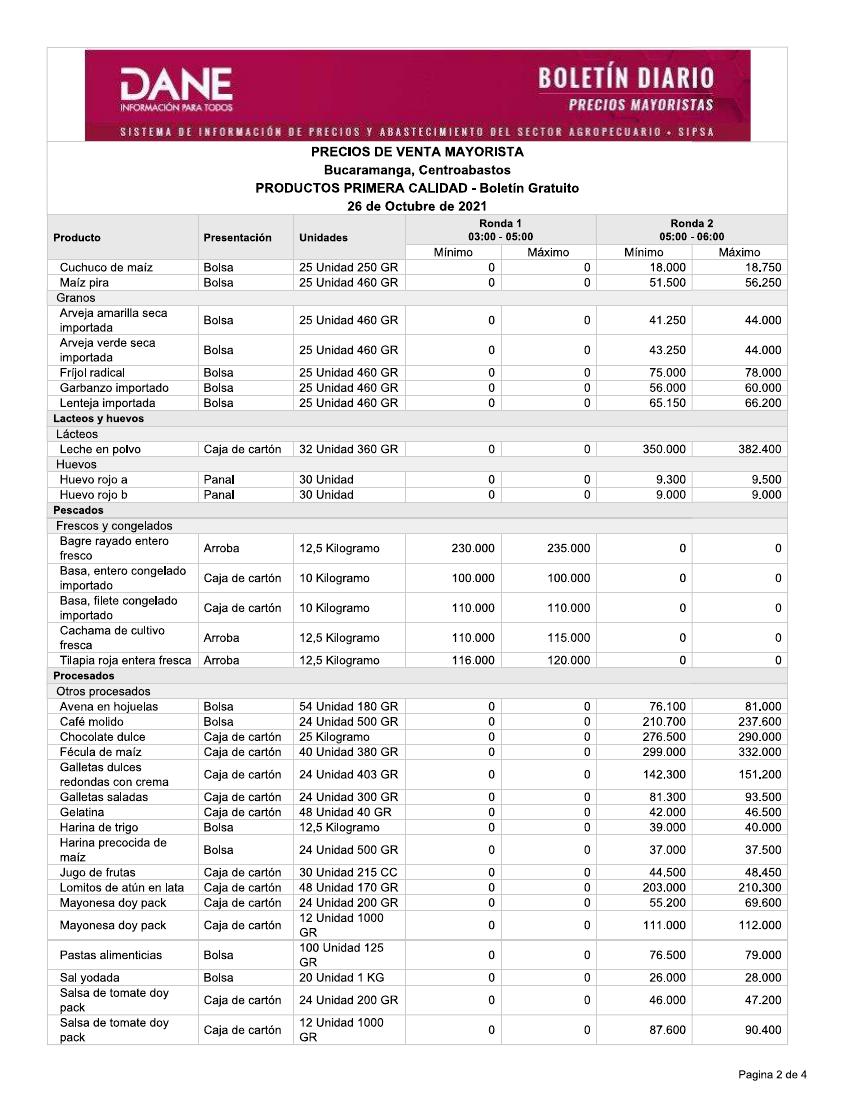 DANE
INFORMACIÓN PARA TODOS
BOLETÍN DIARIO
PRECIOS MAYORISTAS
SISTEMA DE INFORMACIÓN DE PRECIOS Y ABASTECIMIENTO DEL SECTOR AGROPECUARIO • SIPSA
PRECIOS DE VENTA MAYORISTA
Bucaramanga, Centroabastos
PRODUCTOS PRIMERA CALIDAD - Boletín Gratuito
26 de Octubre de 2021
Producto Presentación Unidades Ronda 1 03:00 - 05:00 Ronda 2 05:00 - 06:00
Mínimo Máximo Mínimo Máximo
Cuchuco de maíz Bolsa 25 Unidad 250 GR 0 0 18.000 18.750
Maíz pira Bolsa 25 Unidad 460 GR 0 0 51.500 56.250
Granos
Arveja amarilla seca importada Bolsa 25 Unidad 460 GR 0 0 41.250 44.000
Arveja verde seca importada Bolsa 25 Unidad 460 GR 0 0 43.250 44.000
Fríjol radical Bolsa 25 Unidad 460 GR 0 0 75.000 78.000
Garbanzo importado Bolsa 25 Unidad 460 GR 0 0 56.000 60.000
Lenteja importada Bolsa 25 Unidad 460 GR 0 0 65.150 66.200
Lacteos y huevos
Lácteos
Leche en polvo Caja de cartón 32 Unidad 360 GR 0 0 350.000 382.400
Huevos
Huevo rojo a Panal 30 Unidad 0 0 9.300 9.500
Huevo rojo b Panal 30 Unidad 0 0 9.000 9.000
Pescados
Frescos y congelados
Bagre rayado entero fresco Arroba 12,5 Kilogramo 230.000 235.000 0 0
Basa, entero congelado importado Caja de cartón 10 Kilogramo 100.000 100.000 0 0
Basa, filete congelado importado Caja de cartón 10 Kilogramo 110.000 110.000 0 0
Cachama de cultivo fresca Arroba 12,5 Kilogramo 110.000 115.000 0 0
Tilapia roja entera fresca Arroba 12,5 Kilogramo 116.000 120.000 0 0
Procesados
Otros procesados
Avena en hojuelas Bolsa 54 Unidad 180 GR 0 0 76.100 81.000
Café molido Bolsa 24 Unidad 500 GR 0 0 210.700 237.600
Chocolate dulce Caja de cartón 25 Kilogramo 0 0 276.500 290.000
Fécula de maíz Caja de cartón 40 Unidad 380 GR 0 0 299.000 332.000
Galletas dulces redondas con crema Caja de cartón 24 Unidad 403 GR 0 0 142.300 151.200
Galletas saladas Caja de cartón 24 Unidad 300 GR 0 0 81.300 93.500
Gelatina Caja de cartón 48 Unidad 40 GR 0 0 42.000 46.500
Harina de trigo Bolsa 12,5 Kilogramo 0 0 39.000 40.000
Harina precocida de maíz Bolsa 24 Unidad 500 GR 0 0 37.000 37.500
Jugo de frutas Caja de cartón 30 Unidad 215 CC 0 0 44.500 48.450
Lomitos de atún en lata Caja de cartón 48 Unidad 170 GR 0 0 203.000 210.300
Mayonesa doy pack Caja de cartón 24 Unidad 200 GR 0 0 55.200 69.600
Mayonesa doy pack Caja de cartón 12 Unidad 1000 GR 0 0 111.000 112.000
Pastas alimenticias Bolsa 100 Unidad 125 GR 0 0 76.500 79.000
Sal yodada Bolsa 20 Unidad 1 KG 0 0 26.000 28.000
Salsa de tomate doy pack Caja de cartón 24 Unidad 200 GR 0 0 46.000 47.200
Salsa de tomate doy pack Caja de cartón 12 Unidad 1000 GR 0 0 87.600 90.400
Pagina 2 de 4